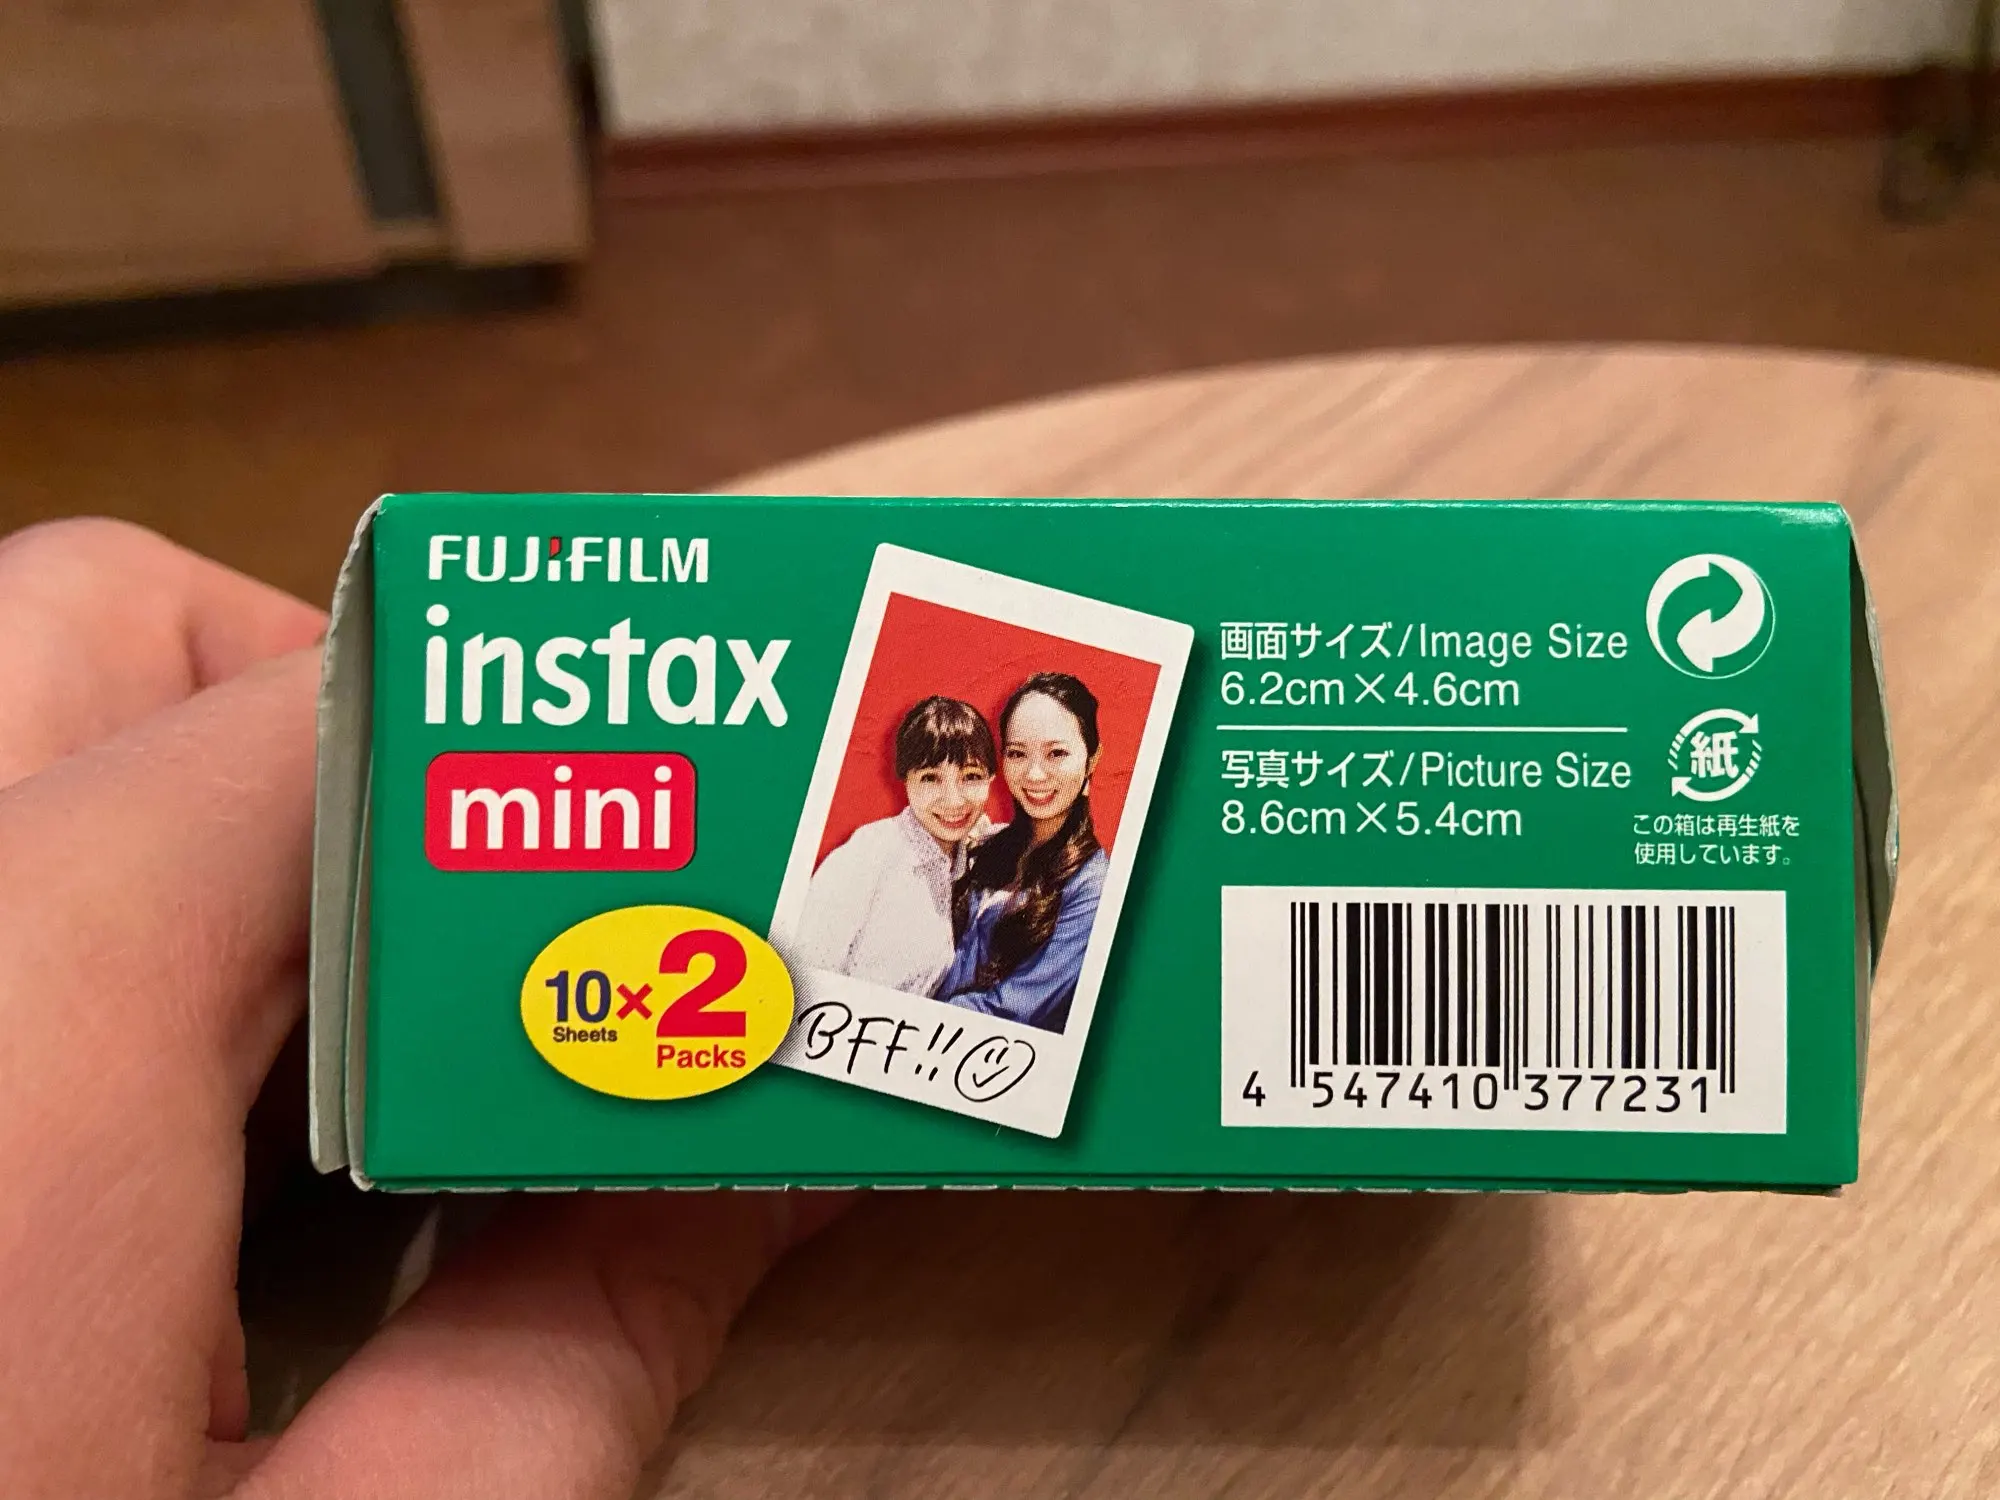 FUJIFILM
instax
mini
10×2
Sheets Packs
BFF!!
画面サイズ/Image Size
6.2cm×4.6cm
写真サイズ/Picture Size
8.6cm×5.4cm
紙
この箱は再生紙を
使用しています。
4 547410 377231